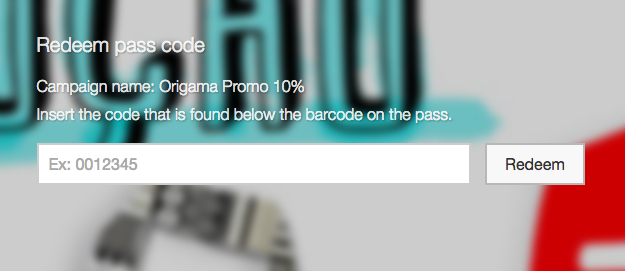 Redeem pass code
Campaign name: Origama Promo 10%
Insert the code that is found below the barcode on the pass.
Ex: 0012345
Redeem